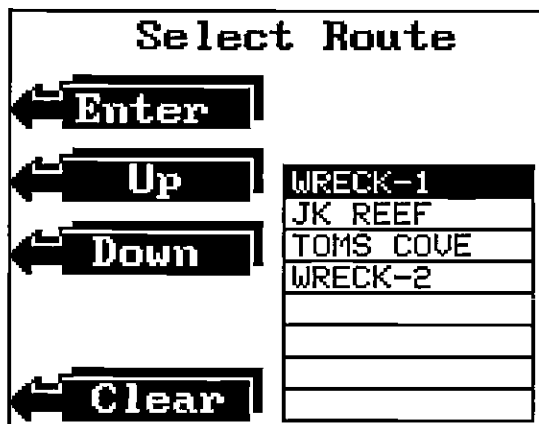 Select Route
Enter
Up
Down
Clear
WRECK-1
JK REEF
TOMS COVE
WRECK-2